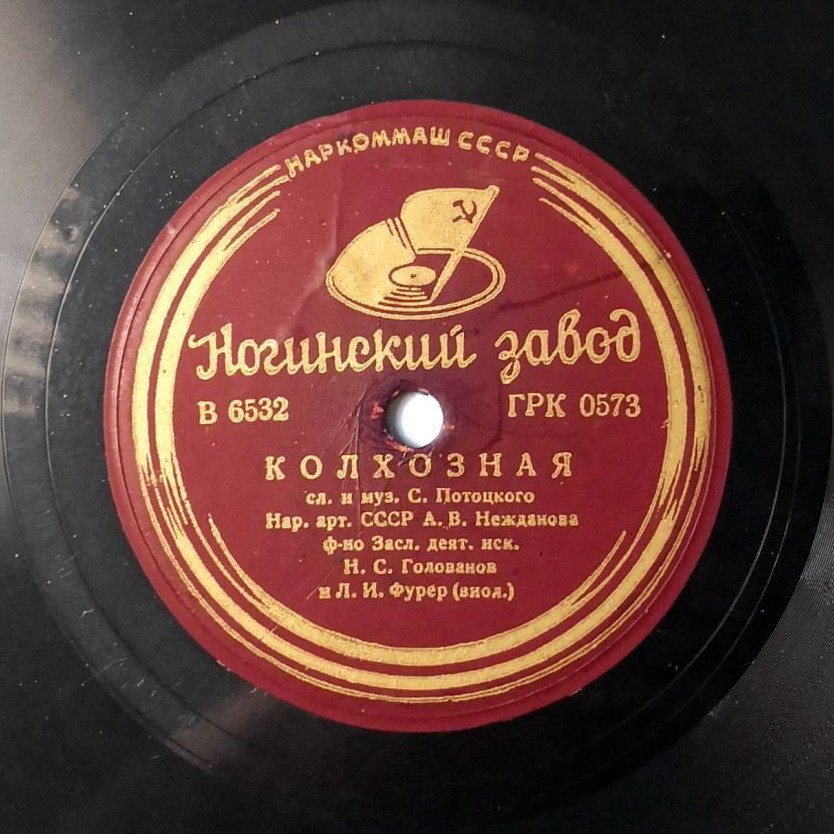 НАРКОММАШ СССР
Ногинский завод
В 6532 ГРК 0573
КОЛХОЗНАЯ
сл. и муз. С. Потоцкого
Нар. арт. СССР А. В. Нежданова
ф-но Засл. деят. иск.
Н. С. Голованов
и Л. И. Фурер (виол.)